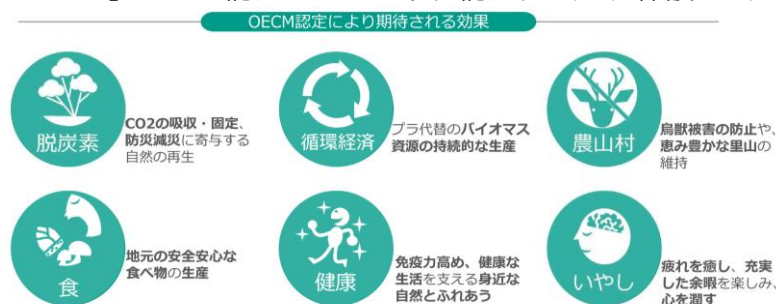 OECM認定により期待される効果
脱炭素
CO2の吸収・固定、
防災減災に寄与する
自然の再生
循環経済
プラ代替のバイオマス
資源の持続的な生産
農山村
鳥獣被害の防止や、
恵み豊かな里山の
維持
食
地元の安全安心な
食べ物の生産
健康
免疫力高め、健康な
生活を支える身近な
自然とふれあう
いやし
疲れを癒し、充実
した余暇を楽しみ、
心を潤す